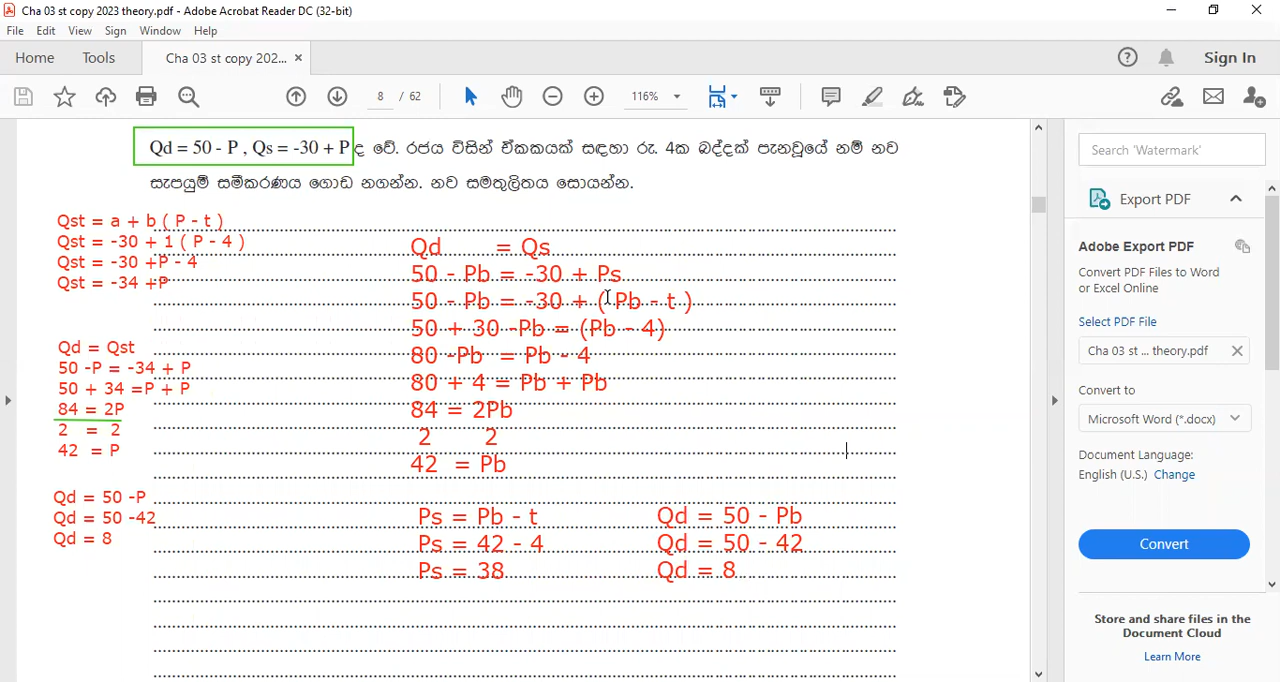 Cha 03 st copy 2023 theory.pdf - Adobe Acrobat Reader DC (32-bit)
File Edit View Sign Window Help
Home Tools Cha 03 st copy 202... ×
Sign In
8 / 62
116%
Qd = 50 - P , Qs = -30 + P ද වේ. රජය විසින් ඒකකයක් සඳහා රු. 4ක බද්දක් පැනවූයේ නම් නව
සැපයුම් සමීකරණය ගොඩ නගන්න. නව සමතුලිතය සොයන්න.
Qst = a + b ( P - t )
Qst = -30 + 1 ( P - 4 )
Qst = -30 +P - 4
Qst = -34 +P
Qd = Qst
50 -P = -34 + P
50 + 34 =P + P
84 = 2P
2 = 2
42 = P
Qd = 50 -P
Qd = 50 -42
Qd = 8
Qd = Qs
50 - Pb = -30 + Ps
50 - Pb = -30 + ( Pb - t )
50 + 30 -Pb = (Pb - 4)
80 -Pb = Pb - 4
80 + 4 = Pb + Pb
84 = 2Pb
2 2
42 = Pb
Ps = Pb - t
Ps = 42 - 4
Ps = 38
Qd = 50 - Pb
Qd = 50 - 42
Qd = 8
Search 'Watermark'
Export PDF
Adobe Export PDF
Convert PDF Files to Word
or Excel Online
Select PDF File
Cha 03 st ... theory.pdf
Convert to
Microsoft Word (*.docx)
Document Language:
English (U.S.) Change
Convert
Store and share files in the
Document Cloud
Learn More